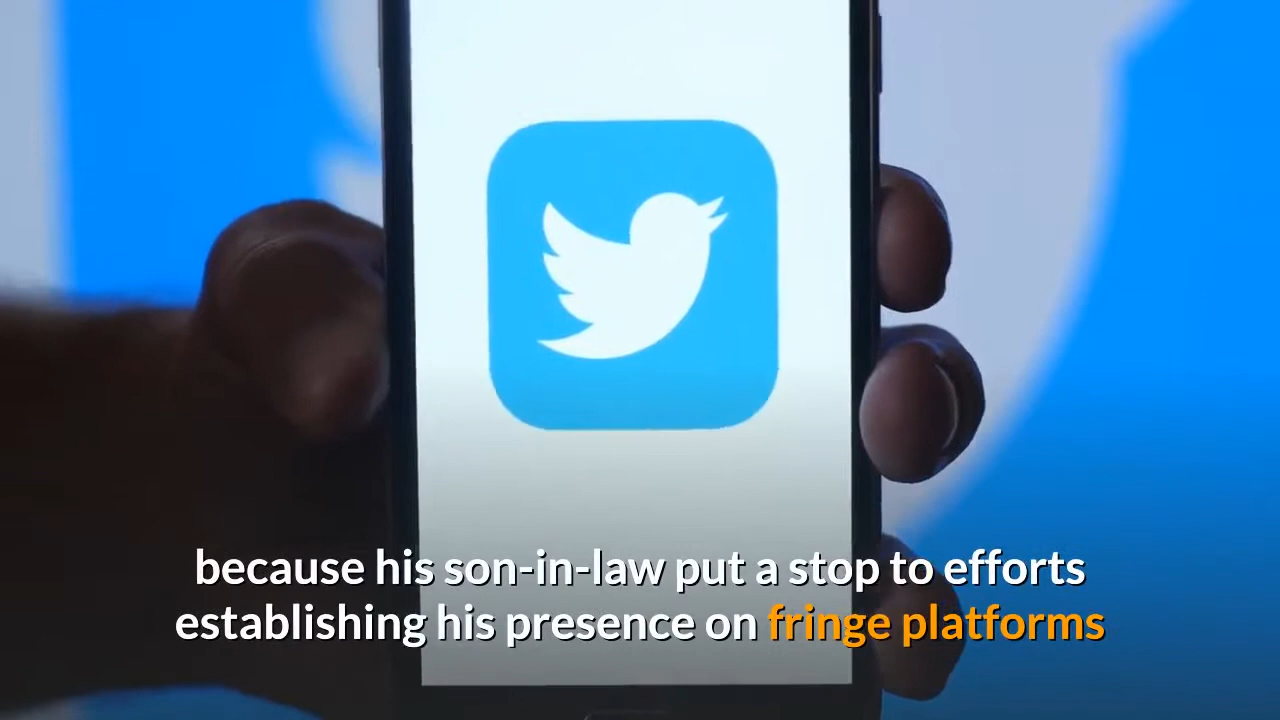 because his son-in-law put a stop to efforts
establishing his presence on fringe platforms